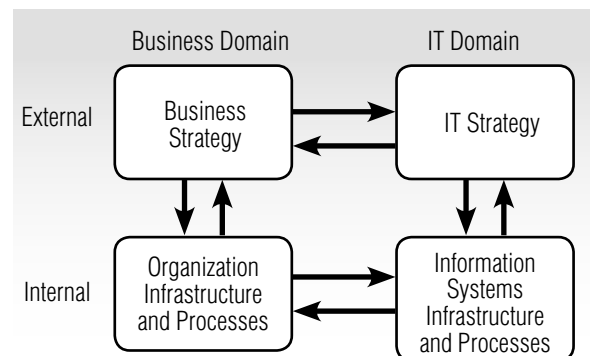 Business Domain
IT Domain
External
Business
Strategy
IT Strategy
Internal
Organization
Infrastructure
and Processes
Information
Systems
Infrastructure
and Processes